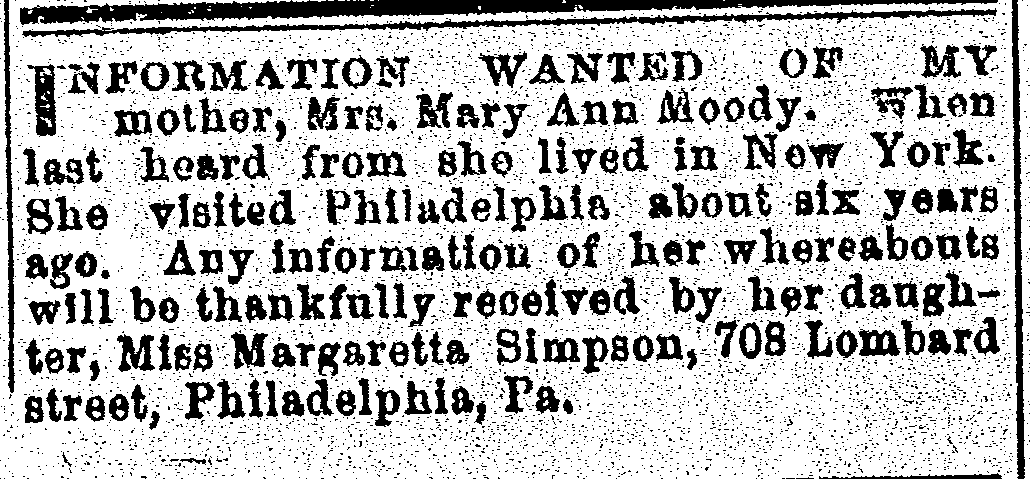 INFORMATION WANTED OF MY
mother, Mrs. Mary Ann Moody. When
last heard from she lived in New York.
She visited Philadelphia about six years
ago. Any information of her whereabouts
will be thankfully received by her daugh-
ter, Miss Margaretta Simpson, 708 Lombard
street, Philadelphia, Pa.